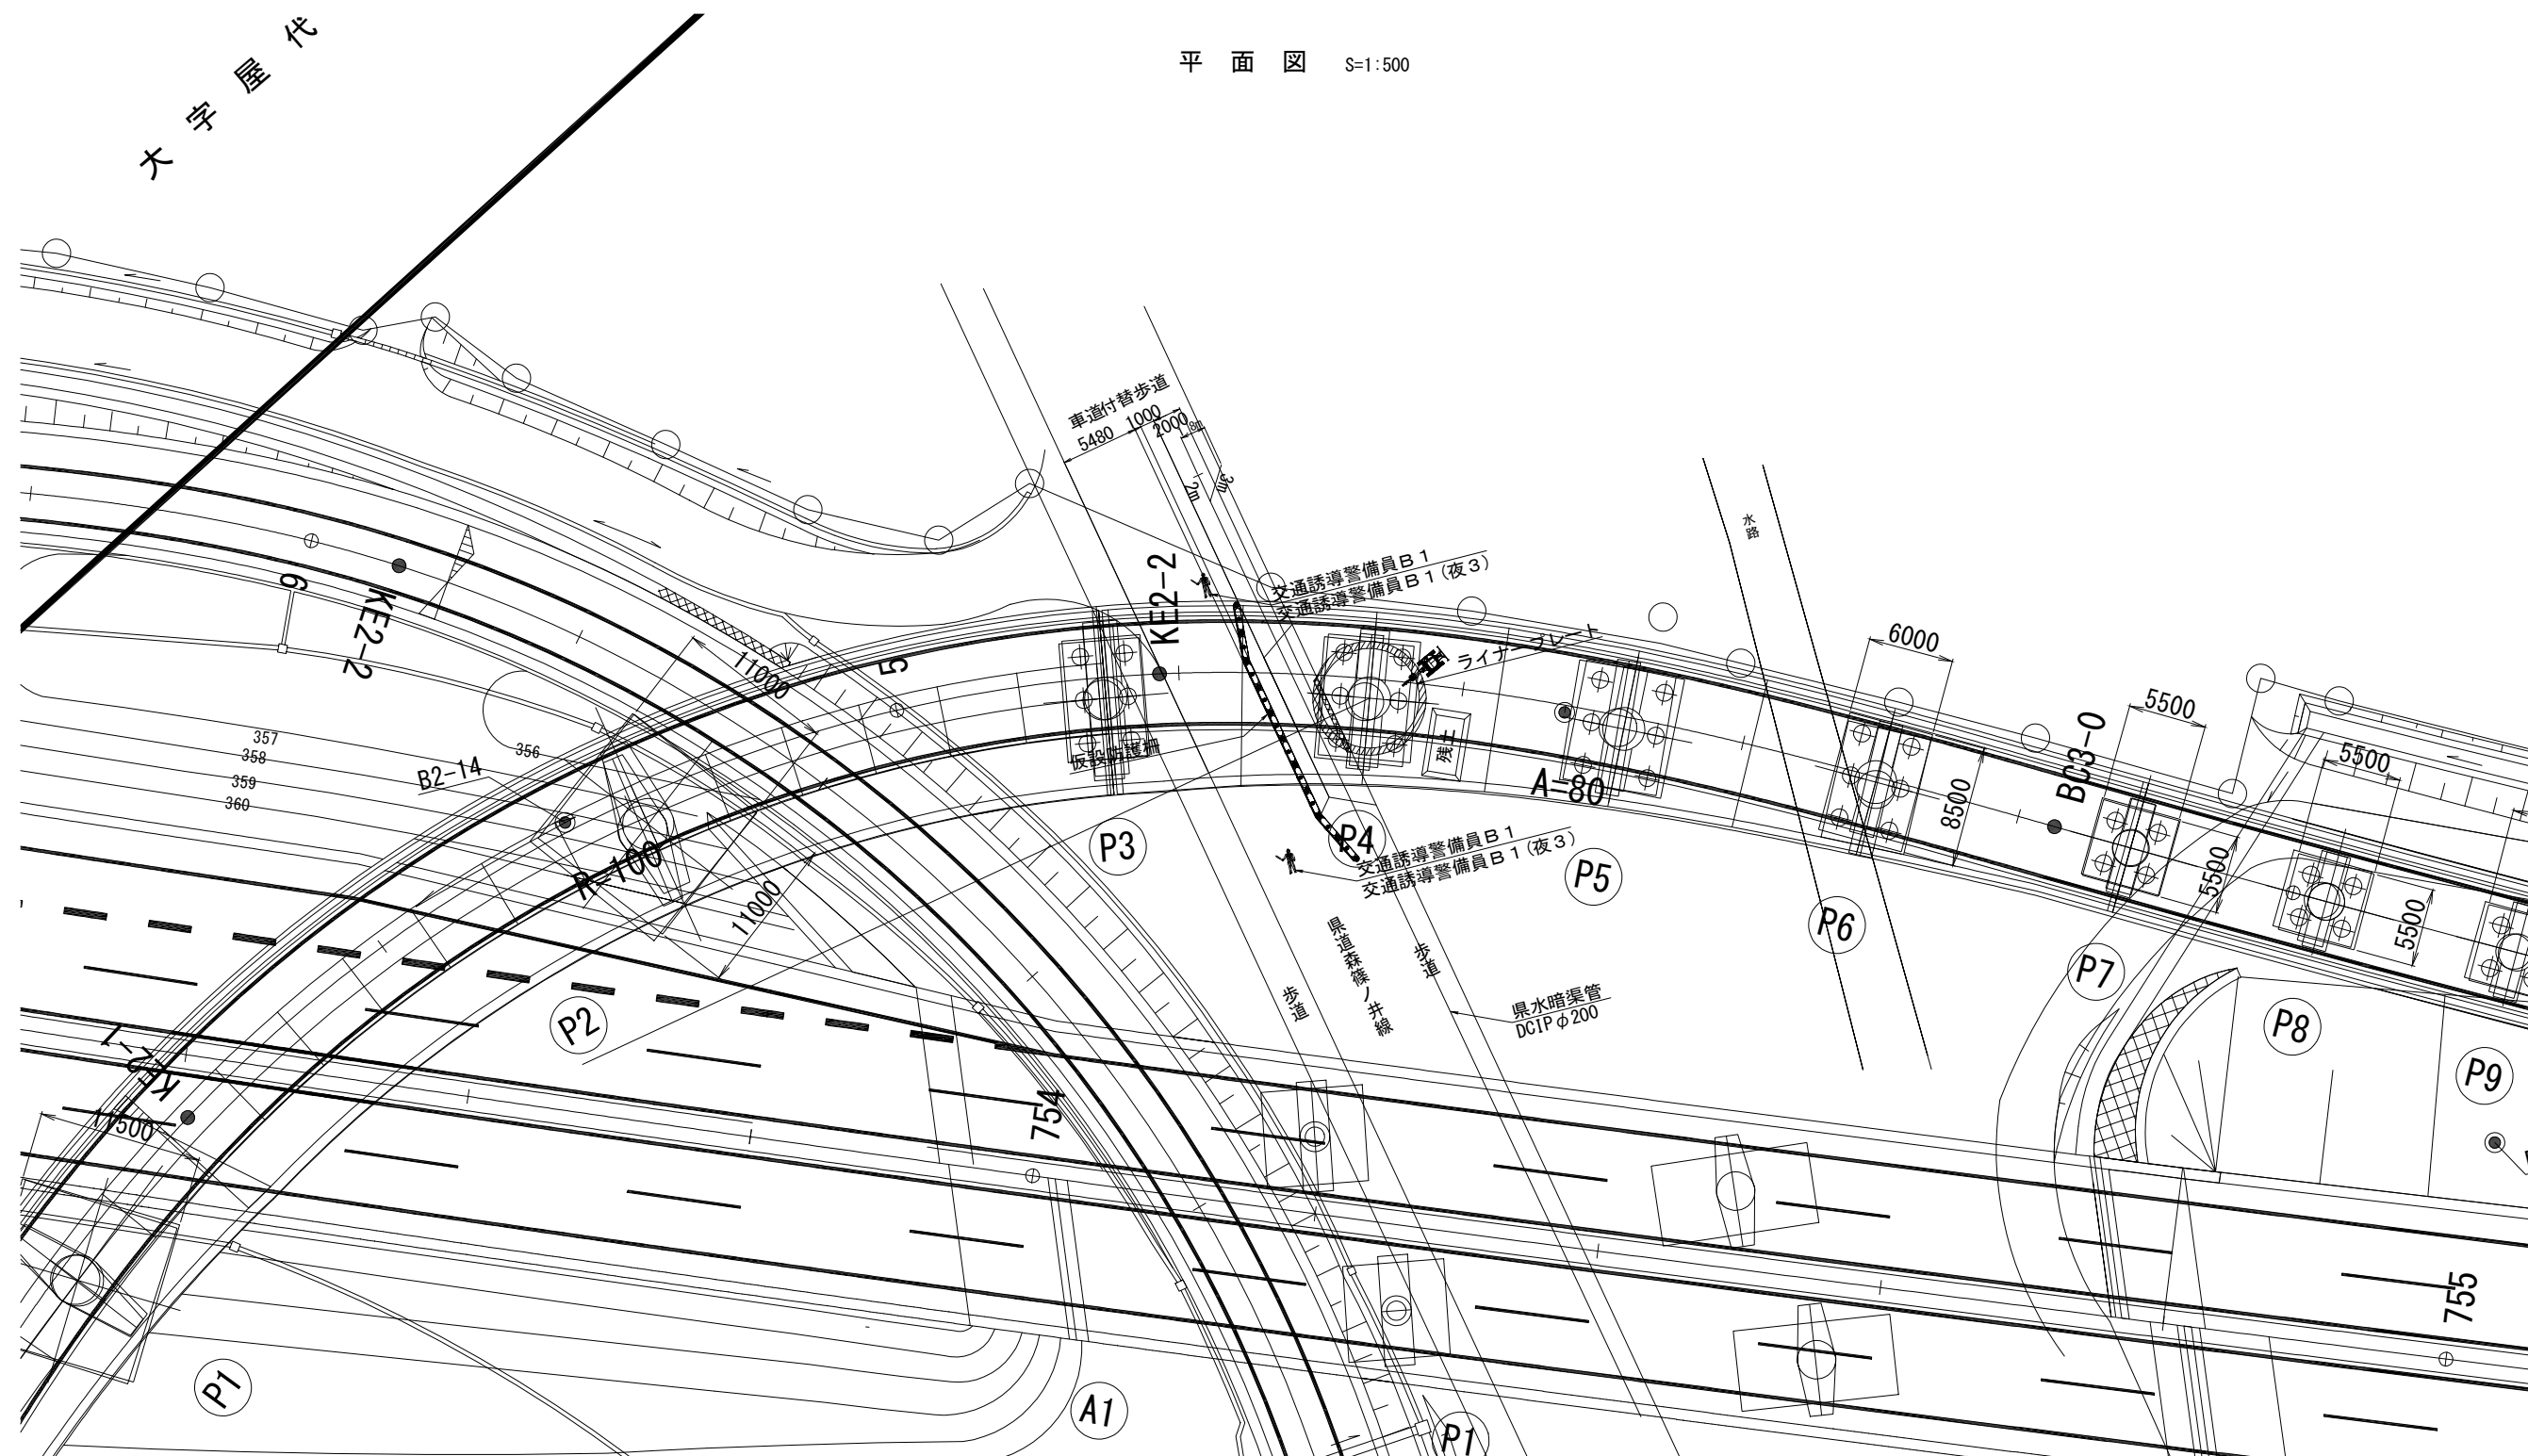 平面図 S=1:500
大字屋代
車道付替歩道
5480
1000
2000
2m
3m
水路
KE2-2
交通誘導警備員B1
交通誘導警備員B1(夜3)
ライナープレート
6000
5500
BC3-0
5500
6
KE2-2
11000
5
357
358
359
360
356
B2-14
仮設防護柵
残土
A=80
8500
5500
5500
R=100
11000
P3
P4
交通誘導警備員B1
交通誘導警備員B1(夜3)
P5
P6
P7
P8
P9
県道森篠ノ井線
歩道
歩道
県水暗渠管
DCIPφ200
P2
754
755
P1
A1
P1